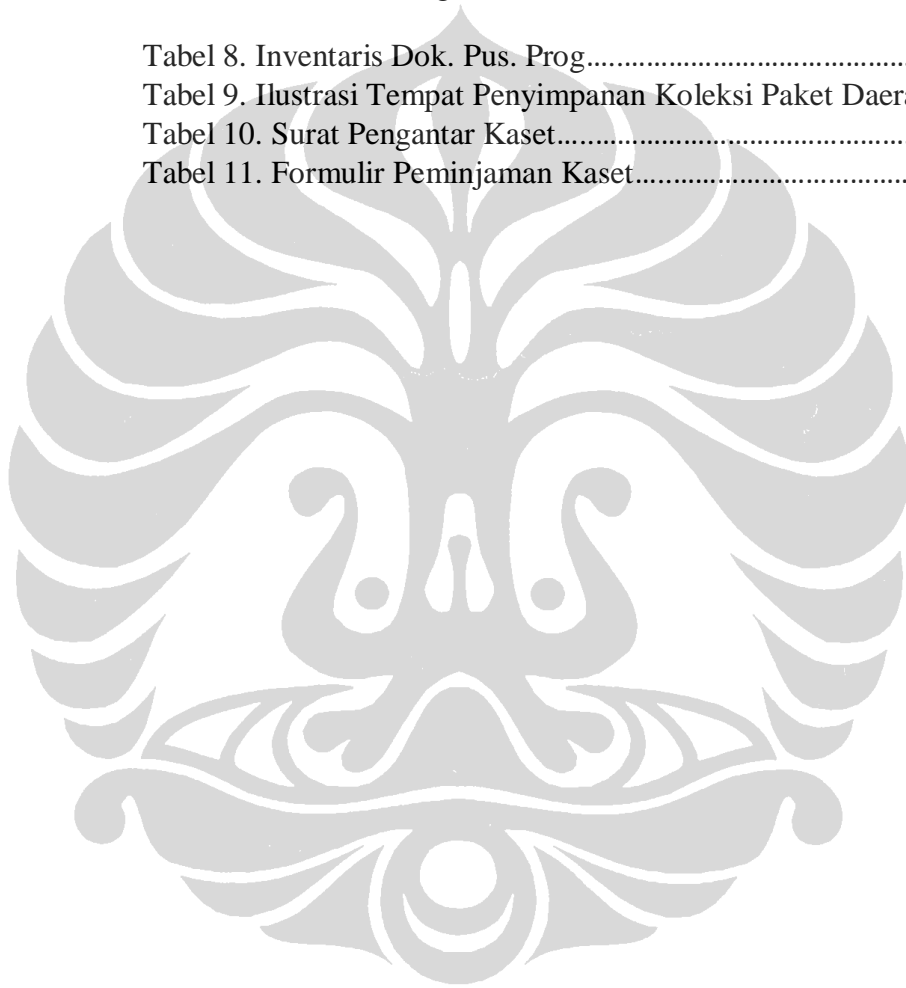 Tabel 8. Inventaris Dok. Pus. Prog.......................................
Tabel 9. Ilustrasi Tempat Penyimpanan Koleksi Paket Daera
Tabel 10. Surat Pengantar Kaset...........................................
Tabel 11. Formulir Peminjaman Kaset..................................